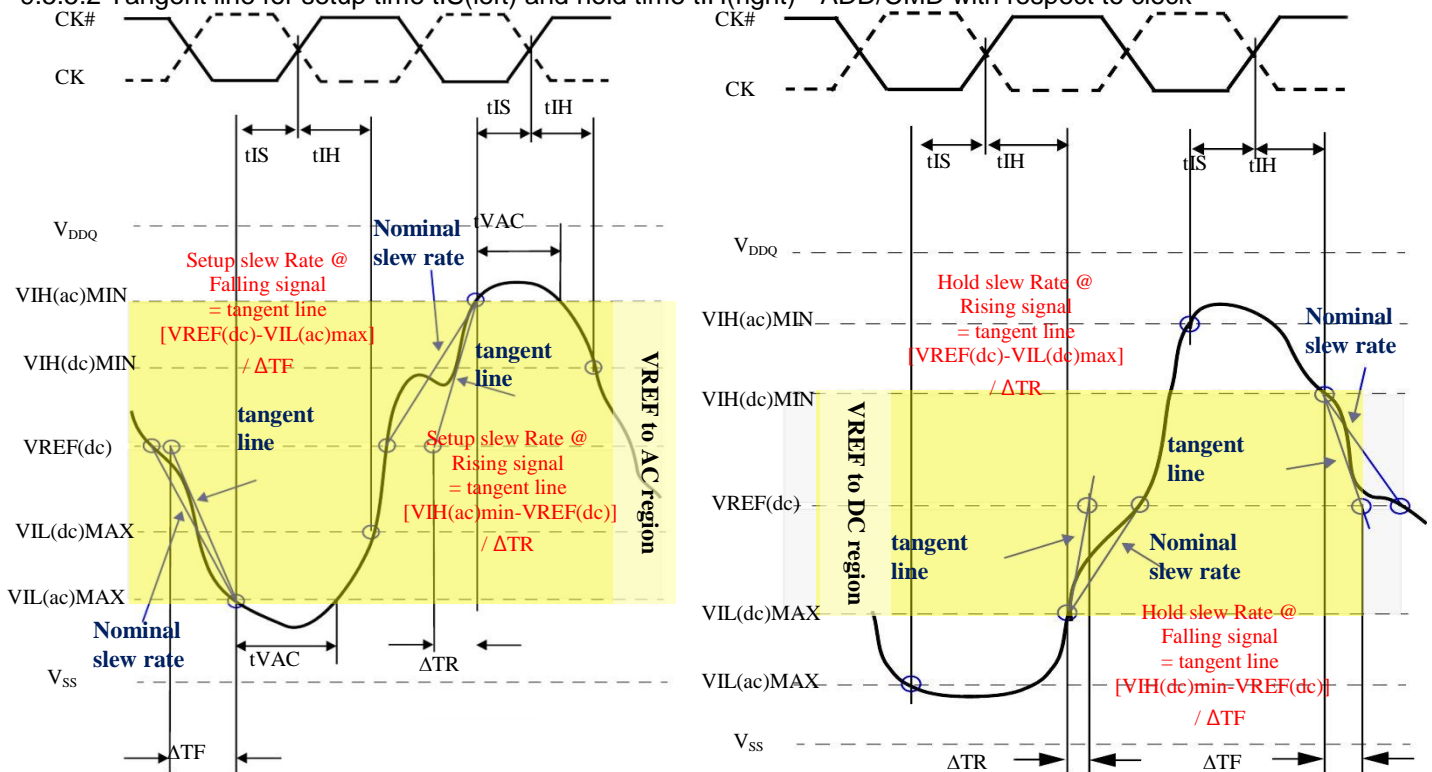 CK#
CK
tIS
tIH
tIS
tIH
VDDQ
Nominal
slew rate
tVAC
Setup slew Rate @
Falling signal
= tangent line
[VREF(dc)-VIL(ac)max]
/ ΔTF
VIH(ac)MIN
VIH(dc)MIN
tangent
line
tangent
line
VREF(dc)
Setup slew Rate @
Rising signal
= tangent line
[VIH(ac)min-VREF(dc)]
/ ΔTR
VREF to AC region
VIL(dc)MAX
VIL(ac)MAX
Nominal
slew rate
tVAC
ΔTR
VSS
ΔTF
CK#
CK
tIS
tIH
tIS
tIH
VDDQ
Hold slew Rate @
Rising signal
= tangent line
[VREF(dc)-VIL(dc)max]
/ ΔTR
VIH(ac)MIN
Nominal
slew rate
VIH(dc)MIN
VREF to DC region
tangent
line
VREF(dc)
tangent
line
Nominal
slew rate
VIL(dc)MAX
Hold slew Rate @
Falling signal
= tangent line
[VIH(dc)min-VREF(dc)]
/ ΔTF
VIL(ac)MAX
VSS
ΔTR
ΔTF